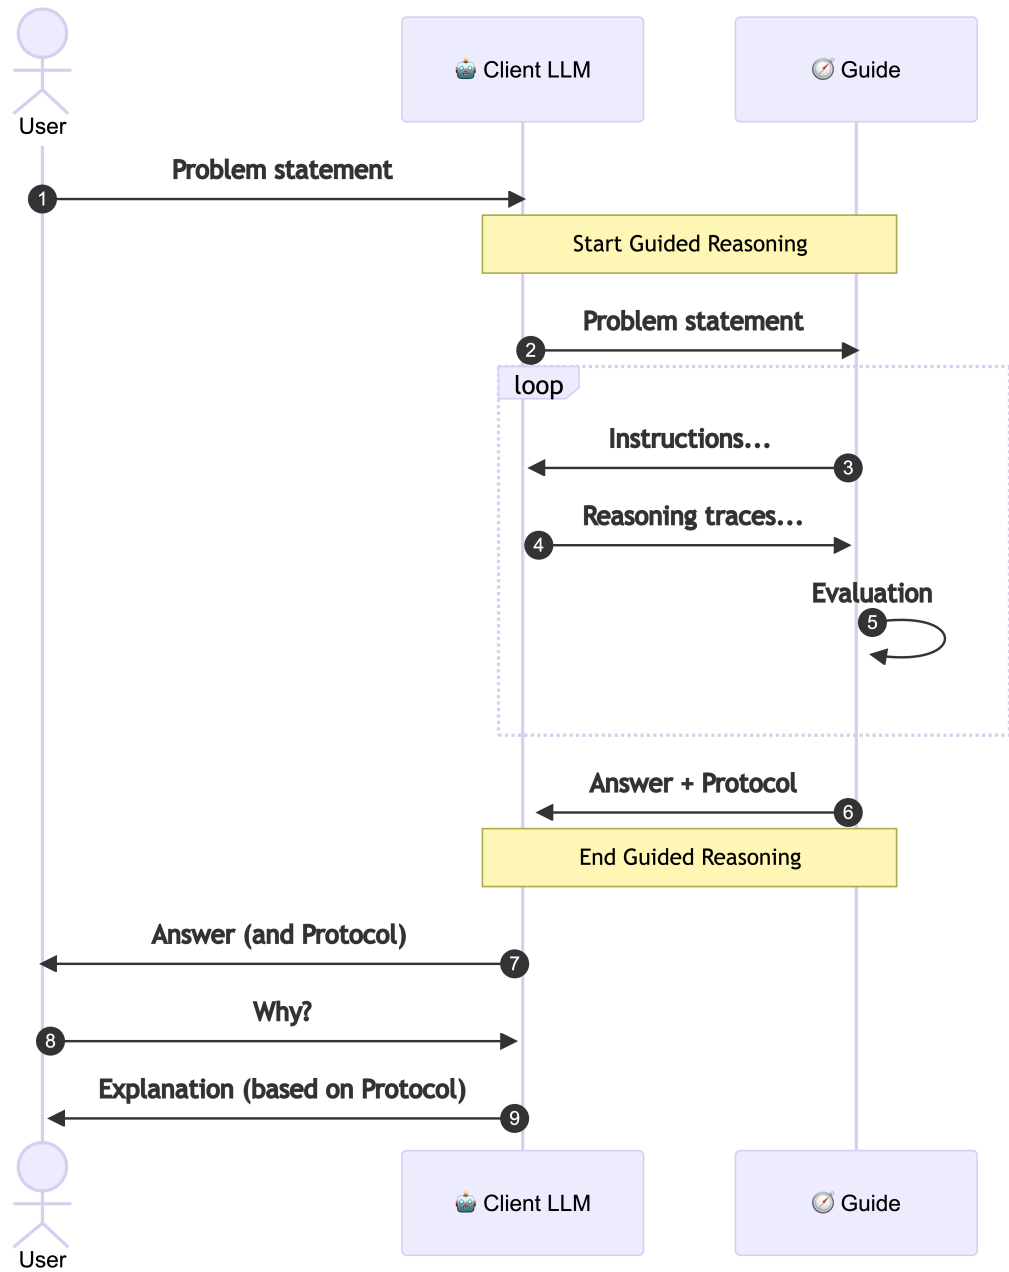 🤖 Client LLM
🧭 Guide
User
Problem statement
1
Start Guided Reasoning
Problem statement
2
loop
Instructions...
3
Reasoning traces...
4
Evaluation
5
Answer + Protocol
6
End Guided Reasoning
Answer (and Protocol)
7
Why?
8
Explanation (based on Protocol)
9
🤖 Client LLM
🧭 Guide
User